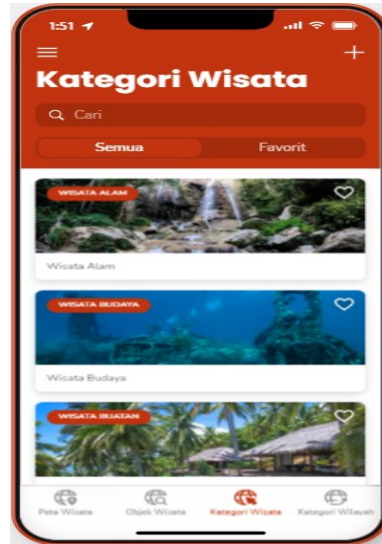 1:51
Kategori Wisata
Cari
Semua Favorit
WISATA ALAM
Wisata Alam
WISATA BUDAYA
Wisata Budaya
WISATA BUATAN
Peta Wisata Objek Wisata Kategori Wisata Kategori Wilayah